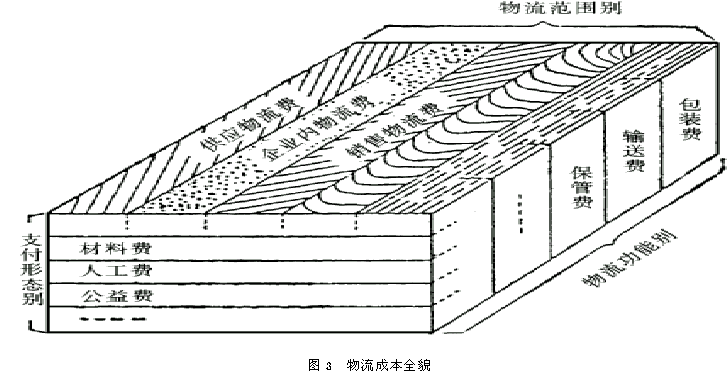 物流范围别
供应物流费
企业内物流费
销售物流费
包装费
输送费
保管费
物流功能别
支付形态别
材料费
人工费
公益费
图 3 物流成本全貌